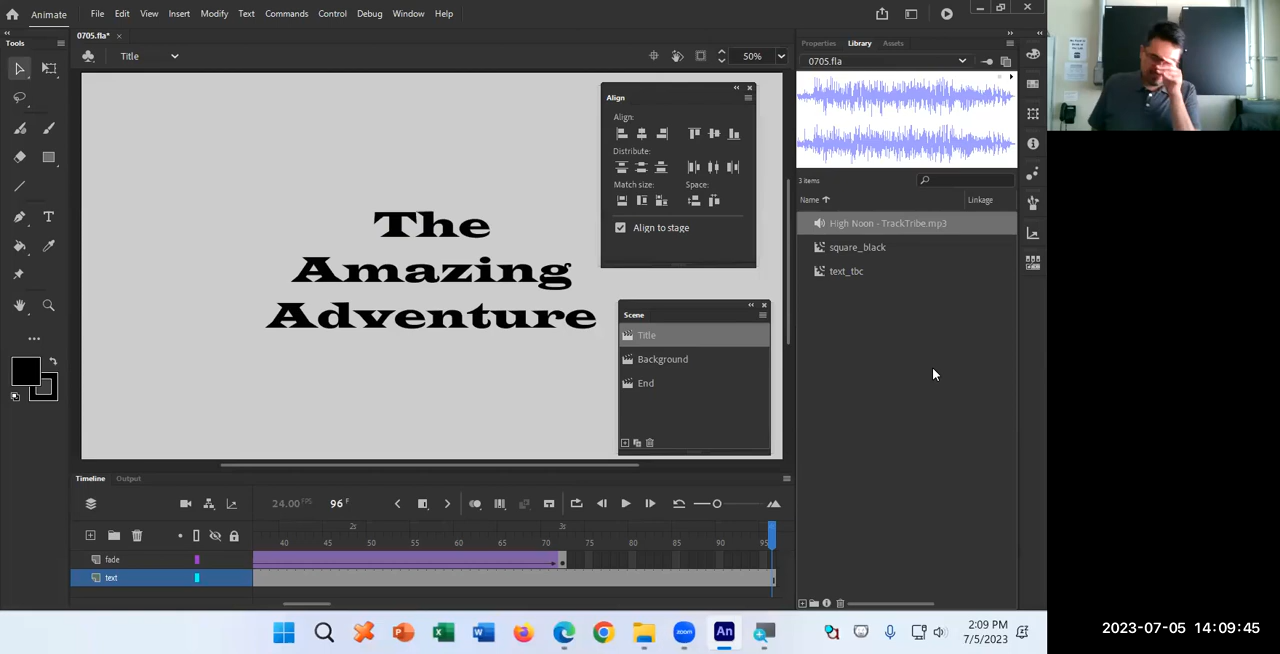 Animate
File Edit View Insert Modify Text Commands Control Debug Window Help
0705.fla* ×
Tools
Title
50%
Properties Library Assets
0705.fla
3 items
Name Linkage
High Noon - TrackTribe.mp3
square_black
text_tbc
Align
Align:
Distribute:
Match size: Space:
Align to stage
The
Amazing
Adventure
Scene
Title
Background
End
Timeline Output
24.00 FPS 96 F
2s 3s
40 45 50 55 60 65 70 75 80 85 90 95
fade
text
2:09 PM
7/5/2023
2023-07-05 14:09:45